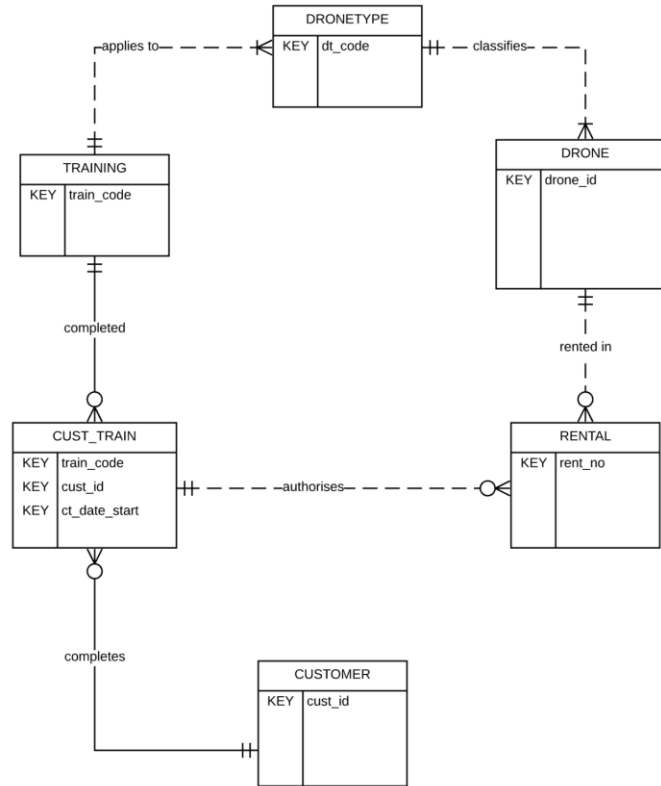 DRONETYPE
KEY dt_code
applies to
classifies
TRAINING
KEY train_code
DRONE
KEY drone_id
completed
rented in
CUST_TRAIN
KEY train_code
KEY cust_id
KEY ct_date_start
authorises
RENTAL
KEY rent_no
completes
CUSTOMER
KEY cust_id